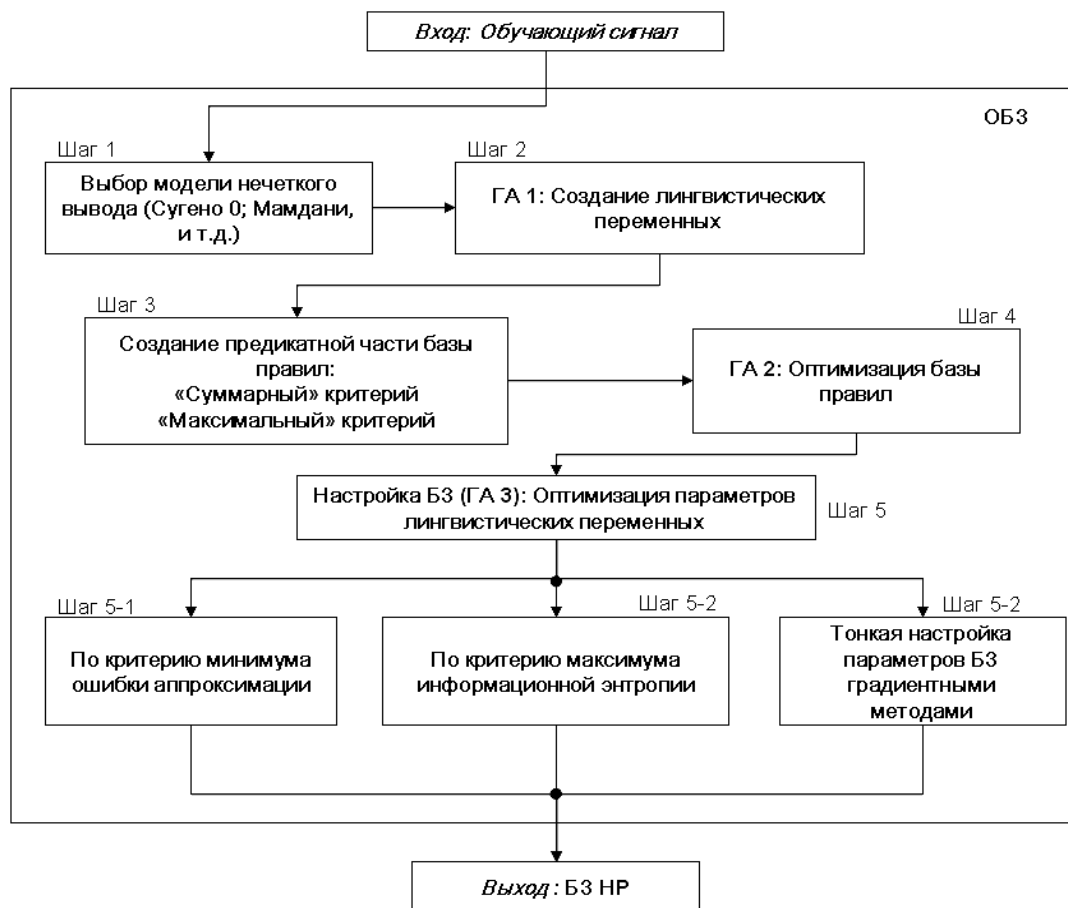 Вход: Обучающий сигнал
ОБЗ
Шаг 1
Выбор модели нечеткого
вывода (Сугено 0; Мамдани,
и т.д.)
Шаг 2
ГА 1: Создание лингвистических
переменных
Шаг 3
Создание предикатной части базы
правил:
«Суммарный» критерий
«Максимальный» критерий
Шаг 4
ГА 2: Оптимизация базы
правил
Настройка БЗ (ГА 3): Оптимизация параметров
лингвистических переменных
Шаг 5
Шаг 5-1
По критерию минимума
ошибки аппроксимации
Шаг 5-2
По критерию максимума
информационной энтропии
Шаг 5-2
Тонкая настройка
параметров БЗ
градиентными
методами
Выход: БЗ НР